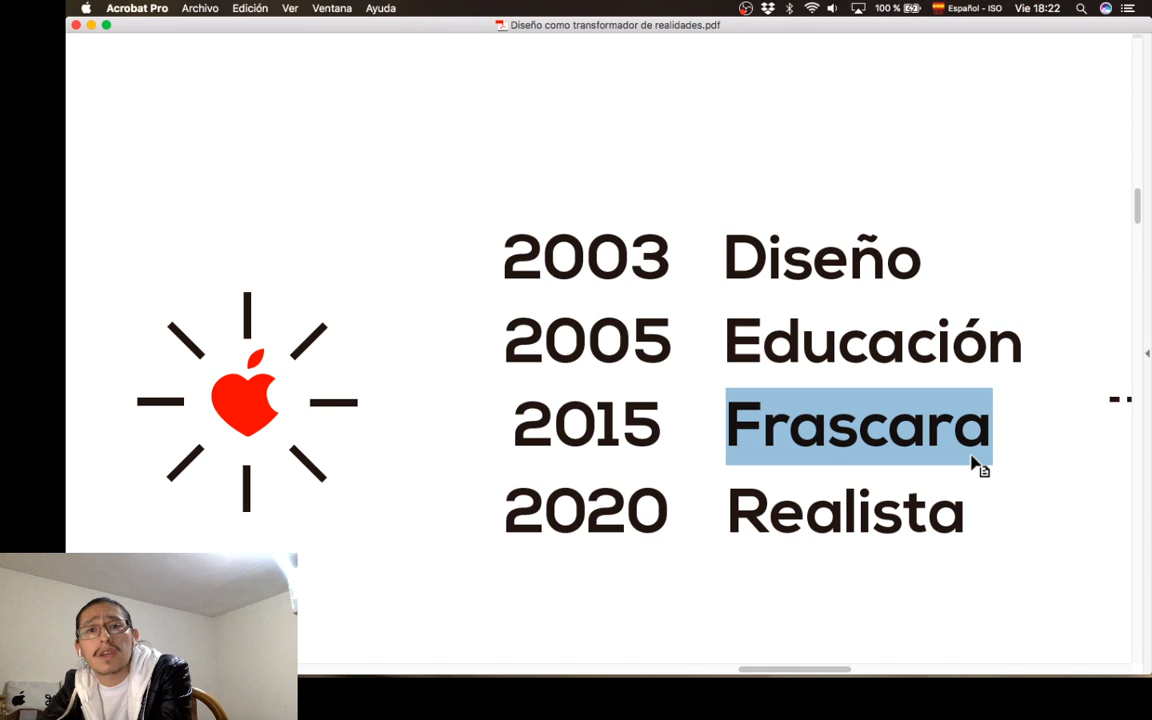 Acrobat Pro Archivo Edición Ver Ventana Ayuda 100 % Español - ISO Vie 18:22
Diseño como transformador de realidades.pdf
2003 Diseño
2005 Educación
2015 Frascara
2020 Realista